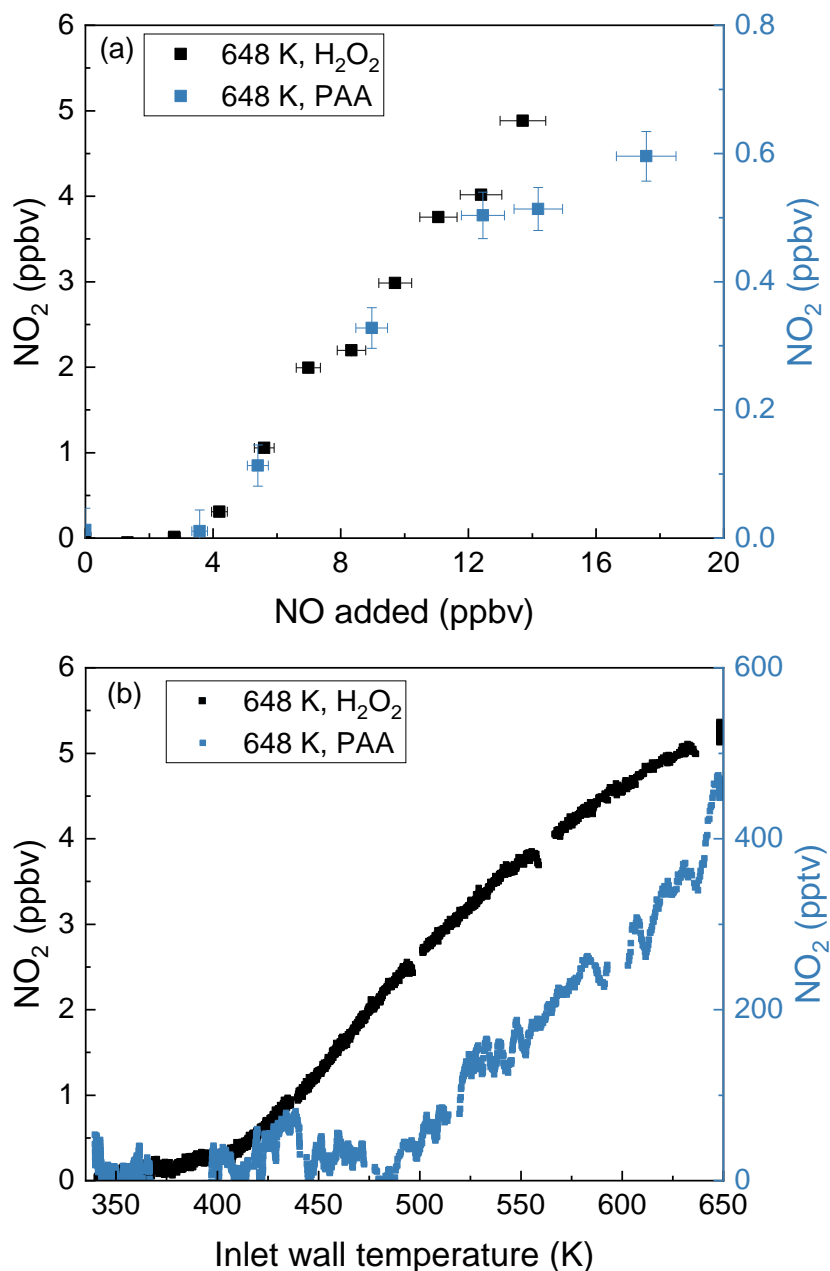 (a)
648 K, H₂O₂
648 K, PAA
6
5
4
3
2
1
0
NO₂ (ppbv)
0.8
0.6
0.4
0.2
0.0
NO₂ (ppbv)
0 4 8 12 16 20
NO added (ppbv)
(b)
648 K, H₂O₂
648 K, PAA
6
5
4
3
2
1
0
NO₂ (ppbv)
600
400
200
0
NO₂ (pptv)
350 400 450 500 550 600 650
Inlet wall temperature (K)